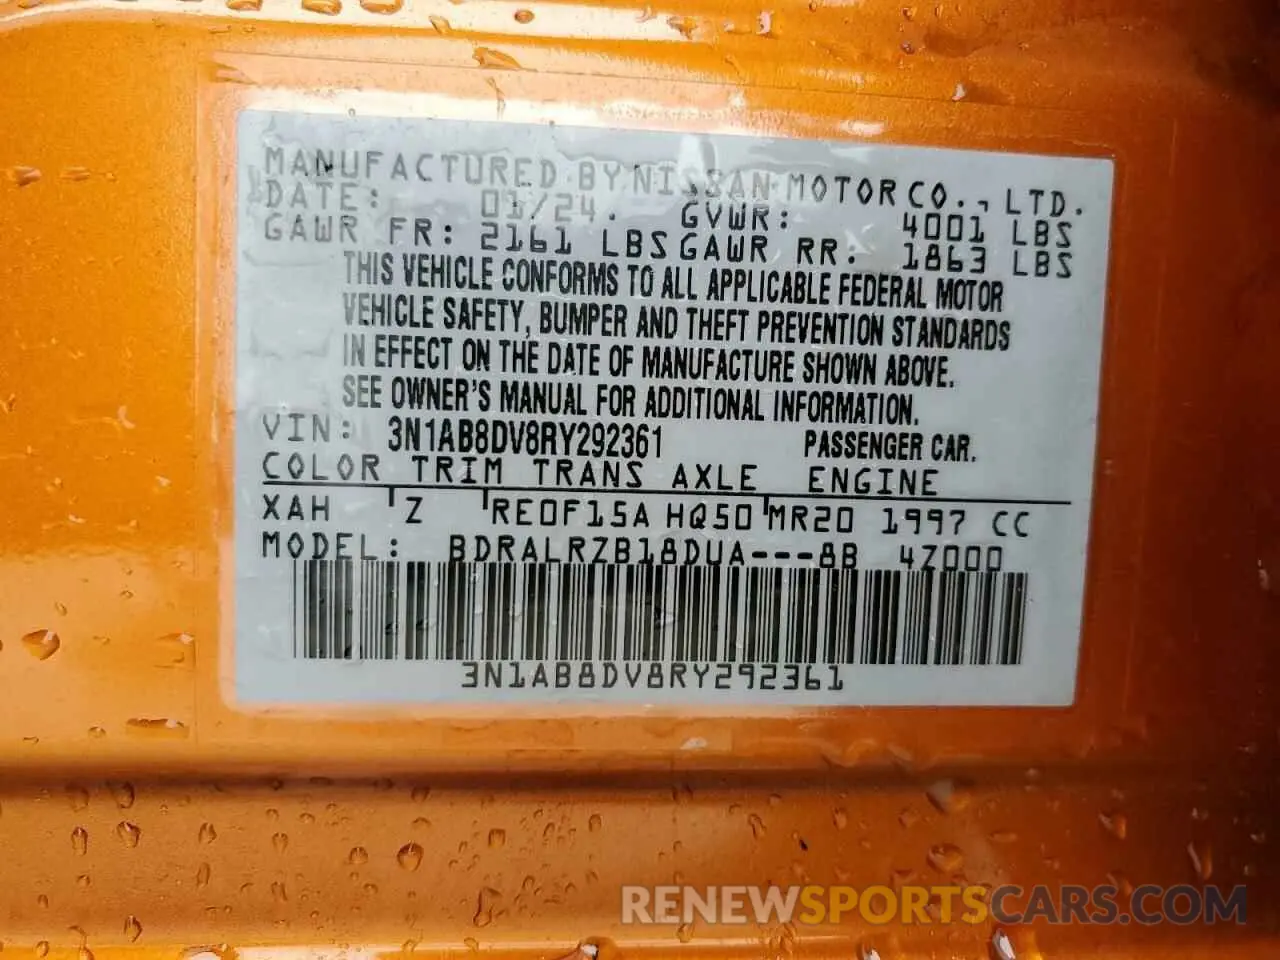 MANUFACTURED BY NISSAN MOTOR CO., LTD.
DATE: 01/24. GVWR: 4001 LBS
GAWR FR: 2161 LBS GAWR RR: 1863 LBS
THIS VEHICLE CONFORMS TO ALL APPLICABLE FEDERAL MOTOR
VEHICLE SAFETY, BUMPER AND THEFT PREVENTION STANDARDS
IN EFFECT ON THE DATE OF MANUFACTURE SHOWN ABOVE.
SEE OWNER'S MANUAL FOR ADDITIONAL INFORMATION.
VIN: 3N1AB8DV8RY292361 PASSENGER CAR.
COLOR TRIM TRANS AXLE ENGINE
XAH Z RE0F15A HQ50 MR20 1997 CC
MODEL: BDRALRZB18DUA---8B 4Z000
3N1AB8DV8RY292361
RENEWSPORTSCARS.COM